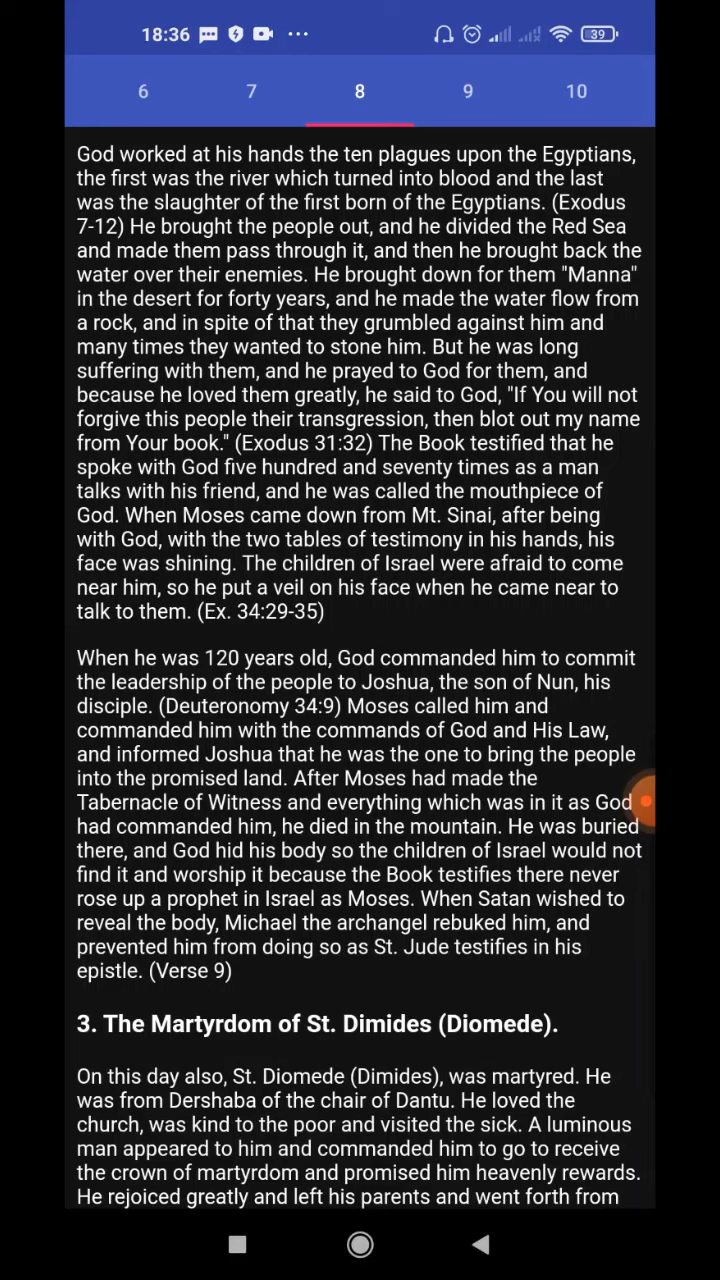 18:36
39
6 7 8 9 10
God worked at his hands the ten plagues upon the Egyptians,
the first was the river which turned into blood and the last
was the slaughter of the first born of the Egyptians. (Exodus
7-12) He brought the people out, and he divided the Red Sea
and made them pass through it, and then he brought back the
water over their enemies. He brought down for them "Manna"
in the desert for forty years, and he made the water flow from
a rock, and in spite of that they grumbled against him and
many times they wanted to stone him. But he was long
suffering with them, and he prayed to God for them, and
because he loved them greatly, he said to God, "If You will not
forgive this people their transgression, then blot out my name
from Your book." (Exodus 31:32) The Book testified that he
spoke with God five hundred and seventy times as a man
talks with his friend, and he was called the mouthpiece of
God. When Moses came down from Mt. Sinai, after being
with God, with the two tables of testimony in his hands, his
face was shining. The children of Israel were afraid to come
near him, so he put a veil on his face when he came near to
talk to them. (Ex. 34:29-35)
When he was 120 years old, God commanded him to commit
the leadership of the people to Joshua, the son of Nun, his
disciple. (Deuteronomy 34:9) Moses called him and
commanded him with the commands of God and His Law,
and informed Joshua that he was the one to bring the people
into the promised land. After Moses had made the
Tabernacle of Witness and everything which was in it as God
had commanded him, he died in the mountain. He was buried
there, and God hid his body so the children of Israel would not
find it and worship it because the Book testifies there never
rose up a prophet in Israel as Moses. When Satan wished to
reveal the body, Michael the archangel rebuked him, and
prevented him from doing so as St. Jude testifies in his
epistle. (Verse 9)
3. The Martyrdom of St. Dimides (Diomede).
On this day also, St. Diomede (Dimides), was martyred. He
was from Dershaba of the chair of Dantu. He loved the
church, was kind to the poor and visited the sick. A luminous
man appeared to him and commanded him to go to receive
the crown of martyrdom and promised him heavenly rewards.
He rejoiced greatly and left his parents and went forth from